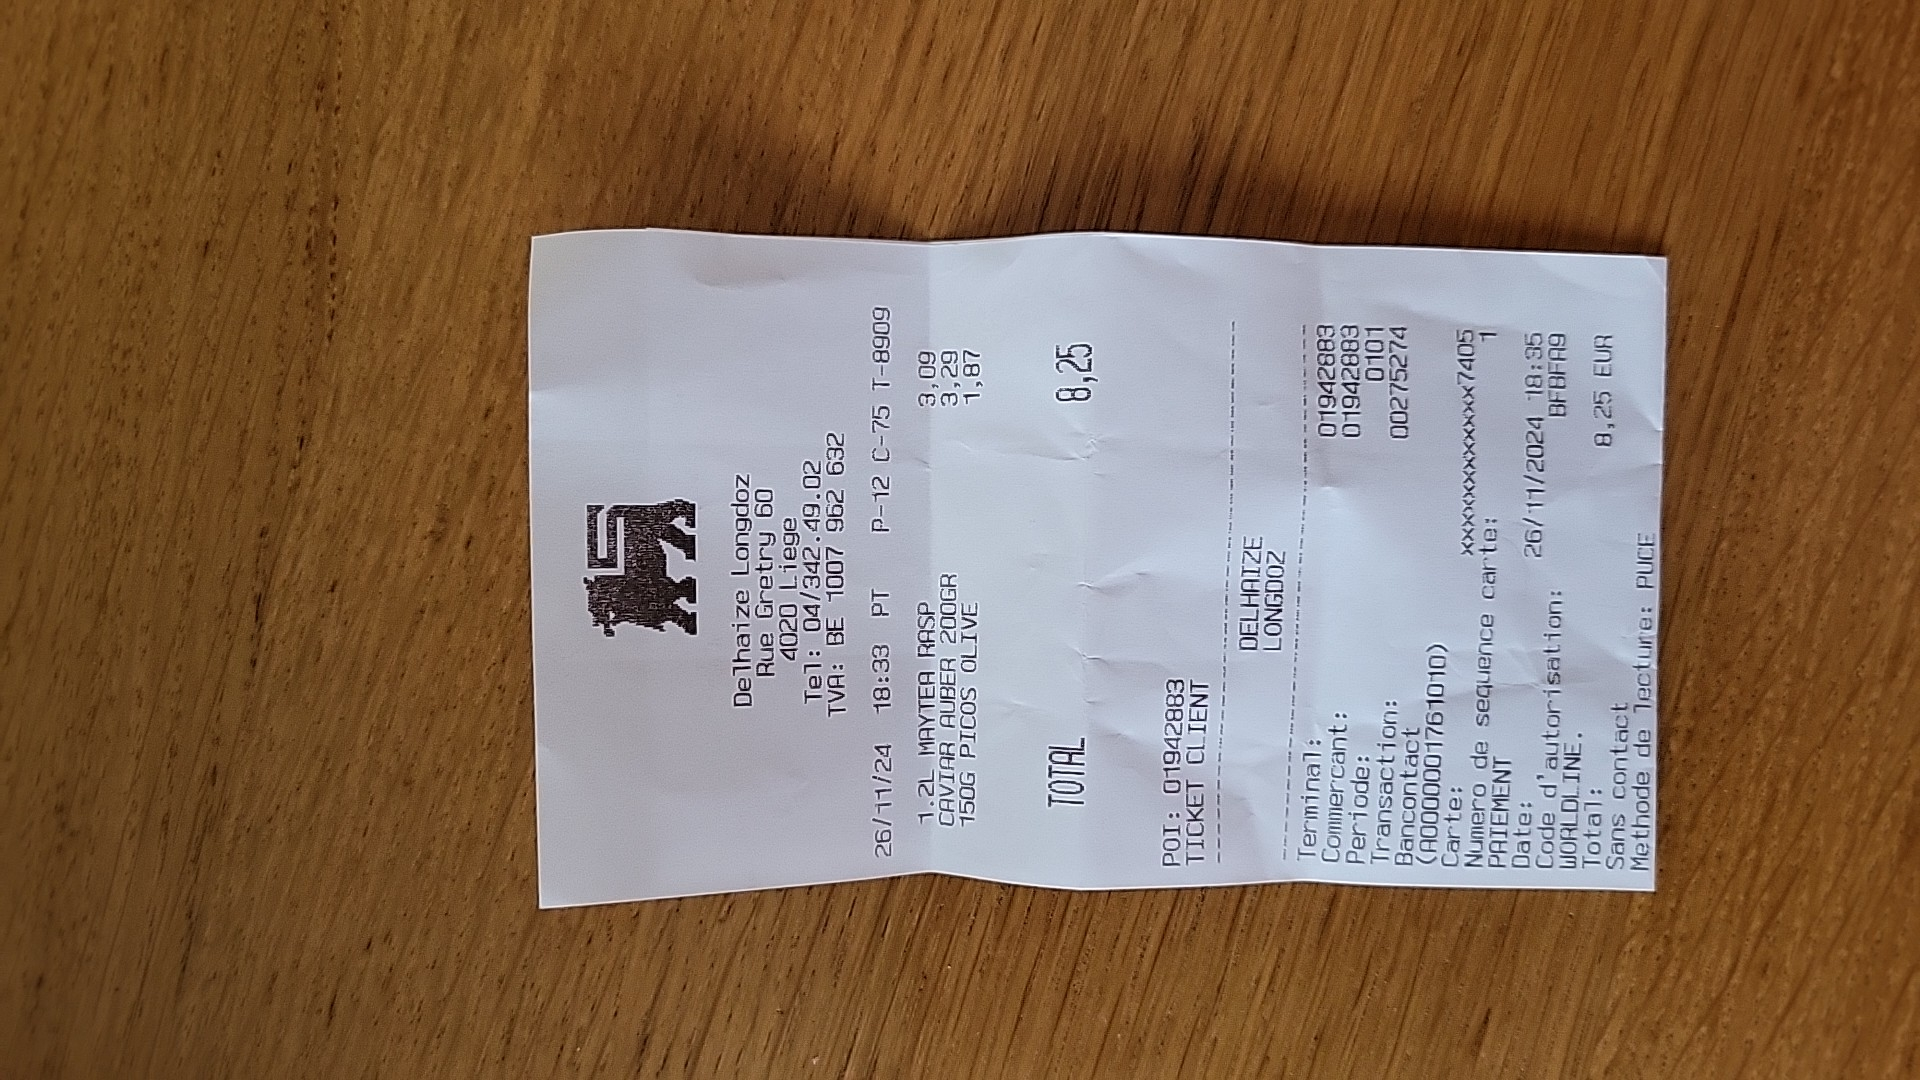 Delhaize Longdoz
Rue Gretry 60
4020 Liege
Tel: 04/342.49.02
TVA: BE 1007 962 632
26/11/24 18:33 PT P-12 C-75 T-8909
1.2L MAYTEA RASP 3,09
CAVIAR AUBER 200GR 3,29
150G PICOS OLIVE 1,87
TOTAL 8,25
POI: 01942883
TICKET CLIENT
DELHAIZE
LONGDOZ
Terminal: 01942883
Commercant: 01942883
Periode: 0101
Transaction: 00275274
Bancontact
(A0000001761010)
Carte: xxxxxxxxxxxxx7405
Numero de sequence carte: 1
PAIEMENT
Date: 26/11/2024 18:35
Code d'autorisation: BFBFA9
WORLDLINE.
Total: 8,25 EUR
Sans contact
Methode de lecture: PUCE